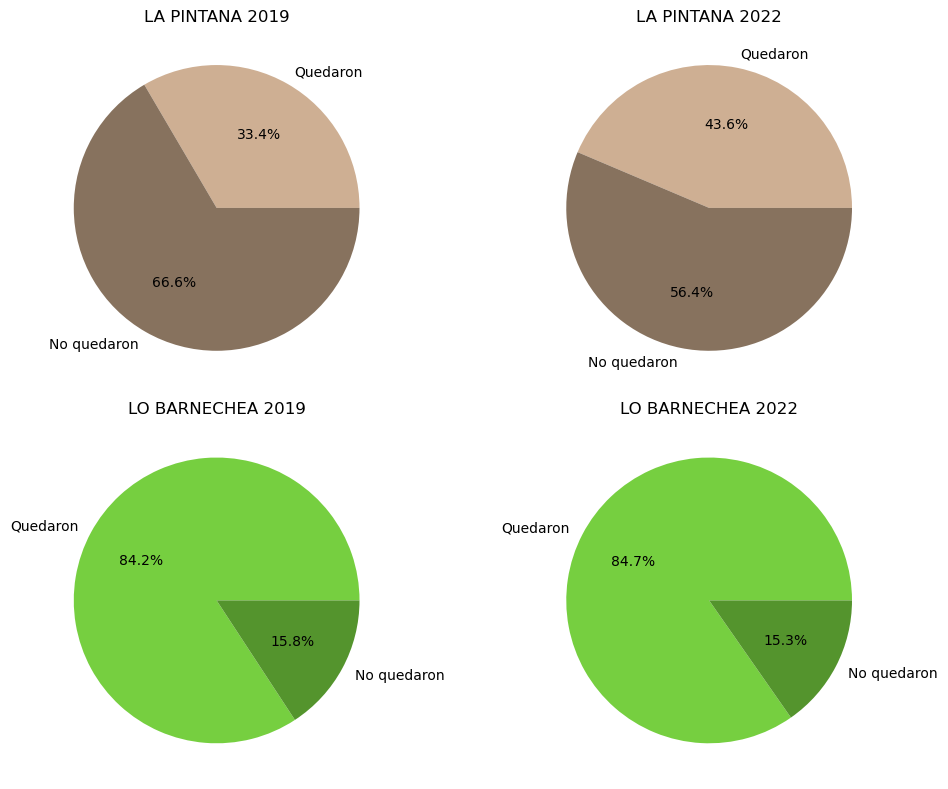 LA PINTANA 2019
Quedaron
33.4%
66.6%
No quedaron
LA PINTANA 2022
Quedaron
43.6%
56.4%
No quedaron
LO BARNECHEA 2019
Quedaron
84.2%
15.8%
No quedaron
LO BARNECHEA 2022
Quedaron
84.7%
15.3%
No quedaron